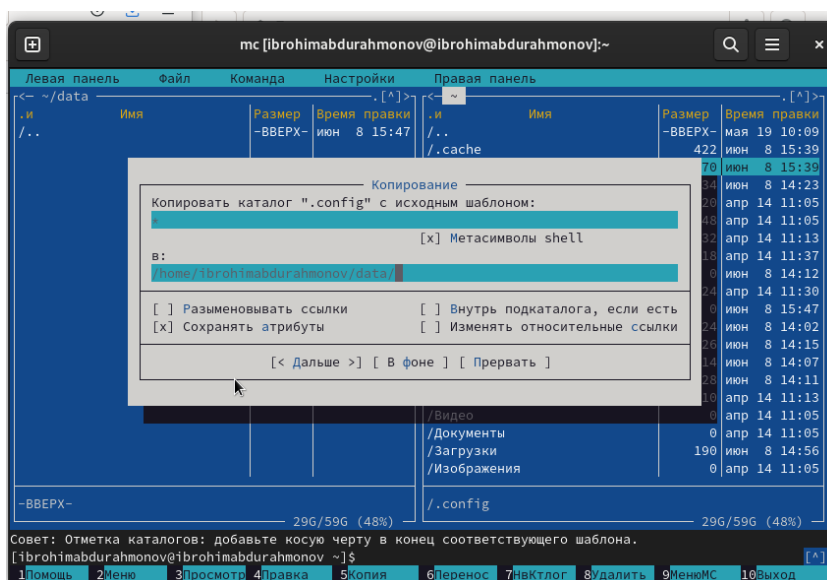 mc [ibrohimabdurahmonov@ibrohimabdurahmonov]:~
Левая панель Файл Команда Настройки Правая панель
<— ~/data .[^]> <— ~ .[^]>
.и Имя Размер Время правки .и Имя Размер Время правки
/.. -ВВЕРХ- июн 8 15:47 /.. -ВВЕРХ- мая 19 10:09
/.cache 422 июн 8 15:39
70 июн 8 15:39
Копирование
34 июн 8 14:23
Копировать каталог ".config" с исходным шаблоном:
20 апр 14 11:05
*
48 апр 14 11:05
[x] Метасимволы shell
32 апр 14 11:13
в:
18 апр 14 11:37
/home/ibrohimabdurahmonov/data/
0 июн 8 14:12
24 апр 14 11:30
[ ] Разыменовывать ссылки [ ] Внутрь подкаталога, если есть
0 июн 8 15:47
[x] Сохранять атрибуты [ ] Изменять относительные ссылки
24 июн 8 14:02
26 июн 8 14:15
[< Дальше >] [ В фоне ] [ Прервать ]
14 июн 8 14:07
28 июн 8 14:11
10 апр 14 11:13
/Видео 0 апр 14 11:05
/Документы 0 апр 14 11:05
/Загрузки 190 июн 8 14:56
/Изображения 0 апр 14 11:05
-ВВЕРХ- /.config
29G/59G (48%) 29G/59G (48%)
Совет: Отметка каталогов: добавьте косую черту в конец соответствующего шаблона.
[ibrohimabdurahmonov@ibrohimabdurahmonov ~]$ [^]
1Помощь 2Меню 3Просмотр 4Правка 5Копия 6Перенос 7НвКтлог 8Удалить 9МенюМС 10Выход